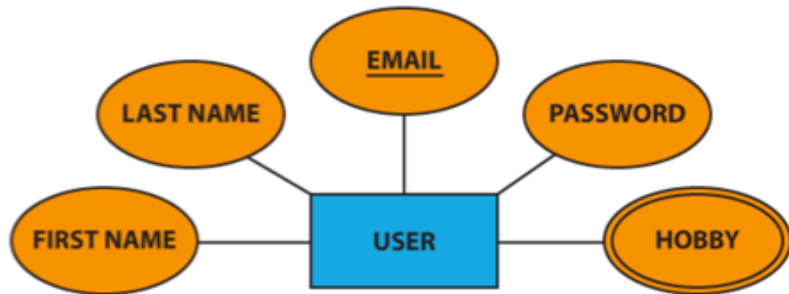 EMAIL
LAST NAME
PASSWORD
FIRST NAME
USER
HOBBY